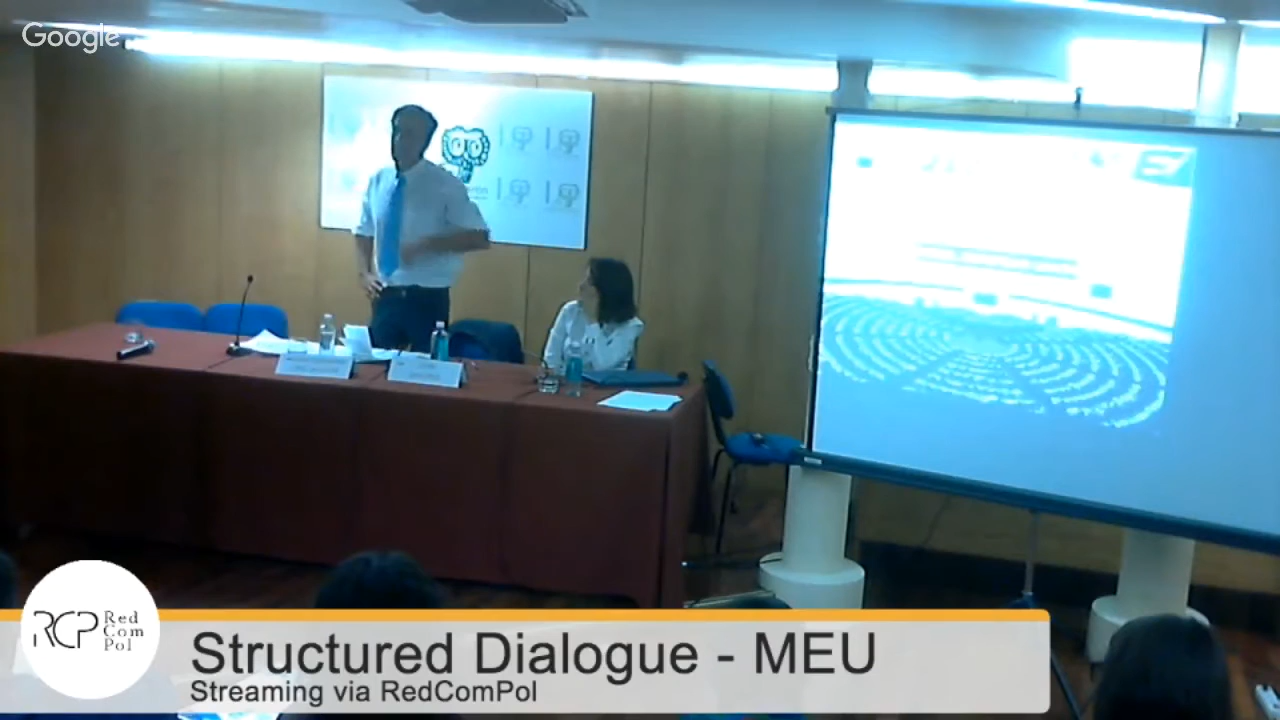 Google
RCP
Red
Com
Pol
Structured Dialogue - MEU
Streaming via RedComPol